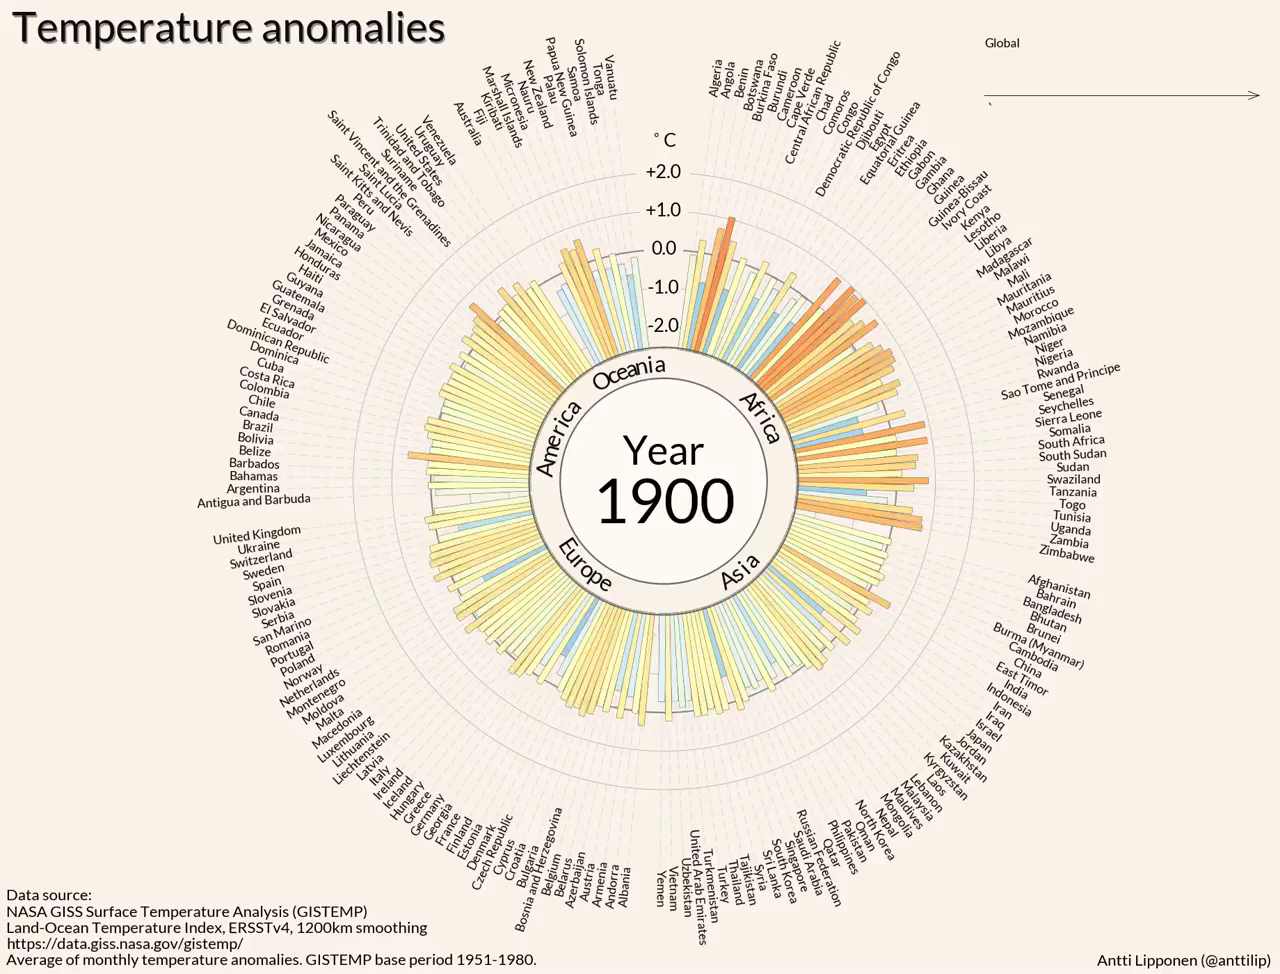 Temperature anomalies
Global
° C
+2.0
+1.0
0.0
-1.0
-2.0
Year
1900
Africa
Asia
Europe
America
Oceania
Algeria
Angola
Benin
Botswana
Burkina Faso
Burundi
Cameroon
Cape Verde
Central African Republic
Chad
Comoros
Congo
Democratic Republic of Congo
Djibouti
Egypt
Equatorial Guinea
Eritrea
Ethiopia
Gabon
Gambia
Ghana
Guinea
Guinea-Bissau
Ivory Coast
Kenya
Lesotho
Liberia
Libya
Madagascar
Malawi
Mali
Mauritania
Mauritius
Morocco
Mozambique
Namibia
Niger
Nigeria
Rwanda
Sao Tome and Principe
Senegal
Seychelles
Sierra Leone
Somalia
South Africa
South Sudan
Sudan
Swaziland
Tanzania
Togo
Tunisia
Uganda
Zambia
Zimbabwe
Afghanistan
Bahrain
Bangladesh
Bhutan
Brunei
Burma (Myanmar)
Cambodia
China
East Timor
India
Indonesia
Iran
Iraq
Israel
Japan
Jordan
Kazakhstan
Kuwait
Kyrgyzstan
Laos
Lebanon
Malaysia
Maldives
Mongolia
Nepal
North Korea
Oman
Pakistan
Philippines
Qatar
Russian Federation
Saudi Arabia
Singapore
South Korea
Sri Lanka
Syria
Tajikistan
Thailand
Turkey
Turkmenistan
United Arab Emirates
Uzbekistan
Vietnam
Yemen
Albania
Andorra
Armenia
Austria
Azerbaijan
Belarus
Belgium
Bosnia and Herzegovina
Bulgaria
Croatia
Cyprus
Czech Republic
Denmark
Estonia
Finland
France
Georgia
Germany
Greece
Hungary
Iceland
Ireland
Italy
Latvia
Liechtenstein
Lithuania
Luxembourg
Macedonia
Malta
Moldova
Montenegro
Netherlands
Norway
Poland
Portugal
Romania
San Marino
Serbia
Slovakia
Slovenia
Spain
Sweden
Switzerland
Ukraine
United Kingdom
Antigua and Barbuda
Argentina
Bahamas
Barbados
Belize
Bolivia
Brazil
Canada
Chile
Colombia
Costa Rica
Cuba
Dominica
Dominican Republic
Ecuador
El Salvador
Grenada
Guatemala
Guyana
Haiti
Honduras
Jamaica
Mexico
Nicaragua
Panama
Paraguay
Peru
Saint Kitts and Nevis
Saint Lucia
Saint Vincent and the Grenadines
Suriname
Trinidad and Tobago
United States
Uruguay
Venezuela
Australia
Fiji
Kiribati
Marshall Islands
Micronesia
Nauru
New Zealand
Palau
Papua New Guinea
Samoa
Solomon Islands
Tonga
Vanuatu
Data source:
NASA GISS Surface Temperature Analysis (GISTEMP)
Land-Ocean Temperature Index, ERSSTv4, 1200km smoothing
https://data.giss.nasa.gov/gistemp/
Average of monthly temperature anomalies. GISTEMP base period 1951-1980.
Antti Lipponen (@anttilip)